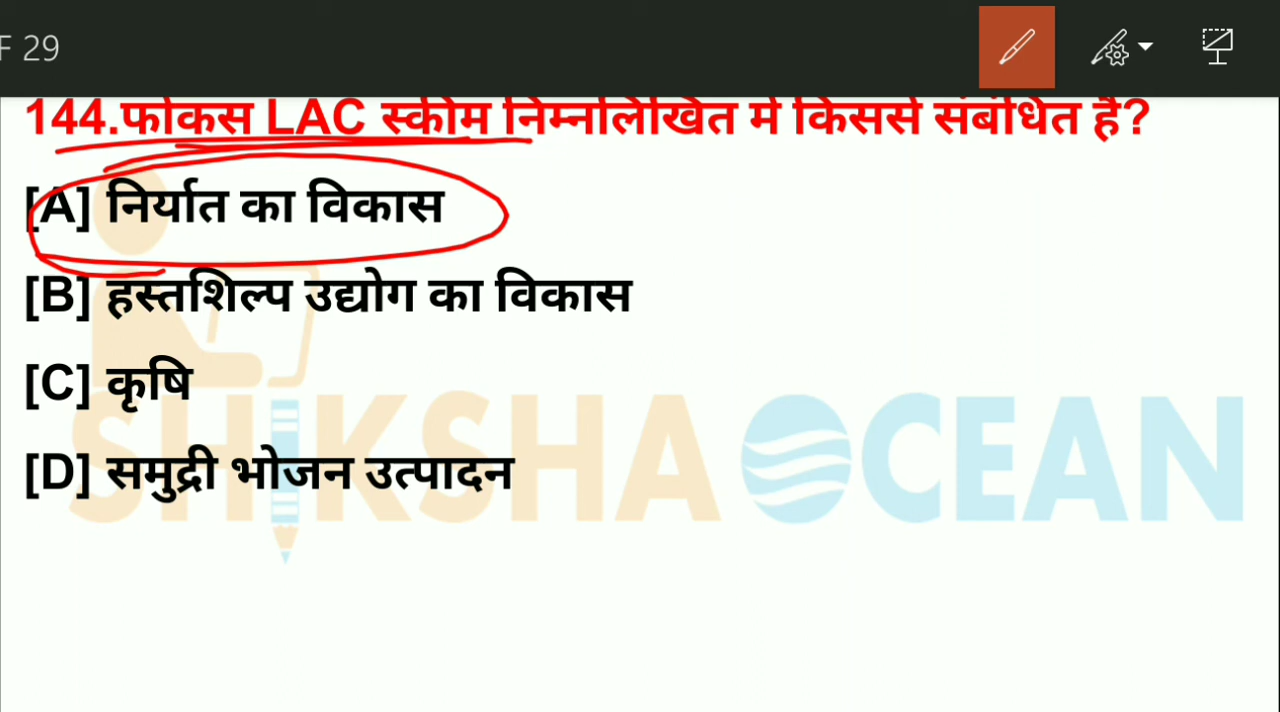 F 29
144.फोकस LAC स्कीम निम्नलिखित में किससे संबंधित है?
[A] निर्यात का विकास
[B] हस्तशिल्प उद्योग का विकास
[C] कृषि
[D] समुद्री भोजन उत्पादन
SHIKSHA OCEAN